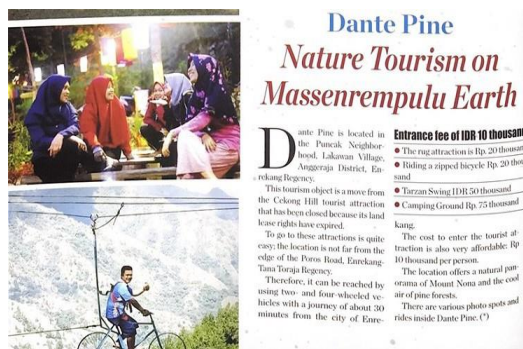 Dante Pine
Nature Tourism on
Massenrempulu Earth
Dante Pine is located in
the Puncak Neighbor-
hood, Lakawan Village,
Anggeraja District, En-
rekang Regency.
This tourism object is a move from
the Cekong Hill tourist attraction
that has been closed because its land
lease rights have expired.
To go to these attractions is quite
easy; the location is not far from the
edge of the Poros Road, Enrekang-
Tana Toraja Regency.
Therefore, it can be reached by
using two- and four-wheeled ve-
hicles with a journey of about 30
minutes from the city of Enre-
Entrance fee of IDR 10 thousand
The rug attraction is Rp. 20 thousan
Riding a zipped bicycle Rp. 20 thou
sand
Tarzan Swing IDR 50 thousand
Camping Ground Rp. 75 thousand
kang.
The cost to enter the tourist at-
traction is also very affordable. Rp
10 thousand per person.
The location offers a natural pan-
orama of Mount Nona and the cool
air of pine forests.
There are various photo spots and
rides inside Dante Pine. (*)